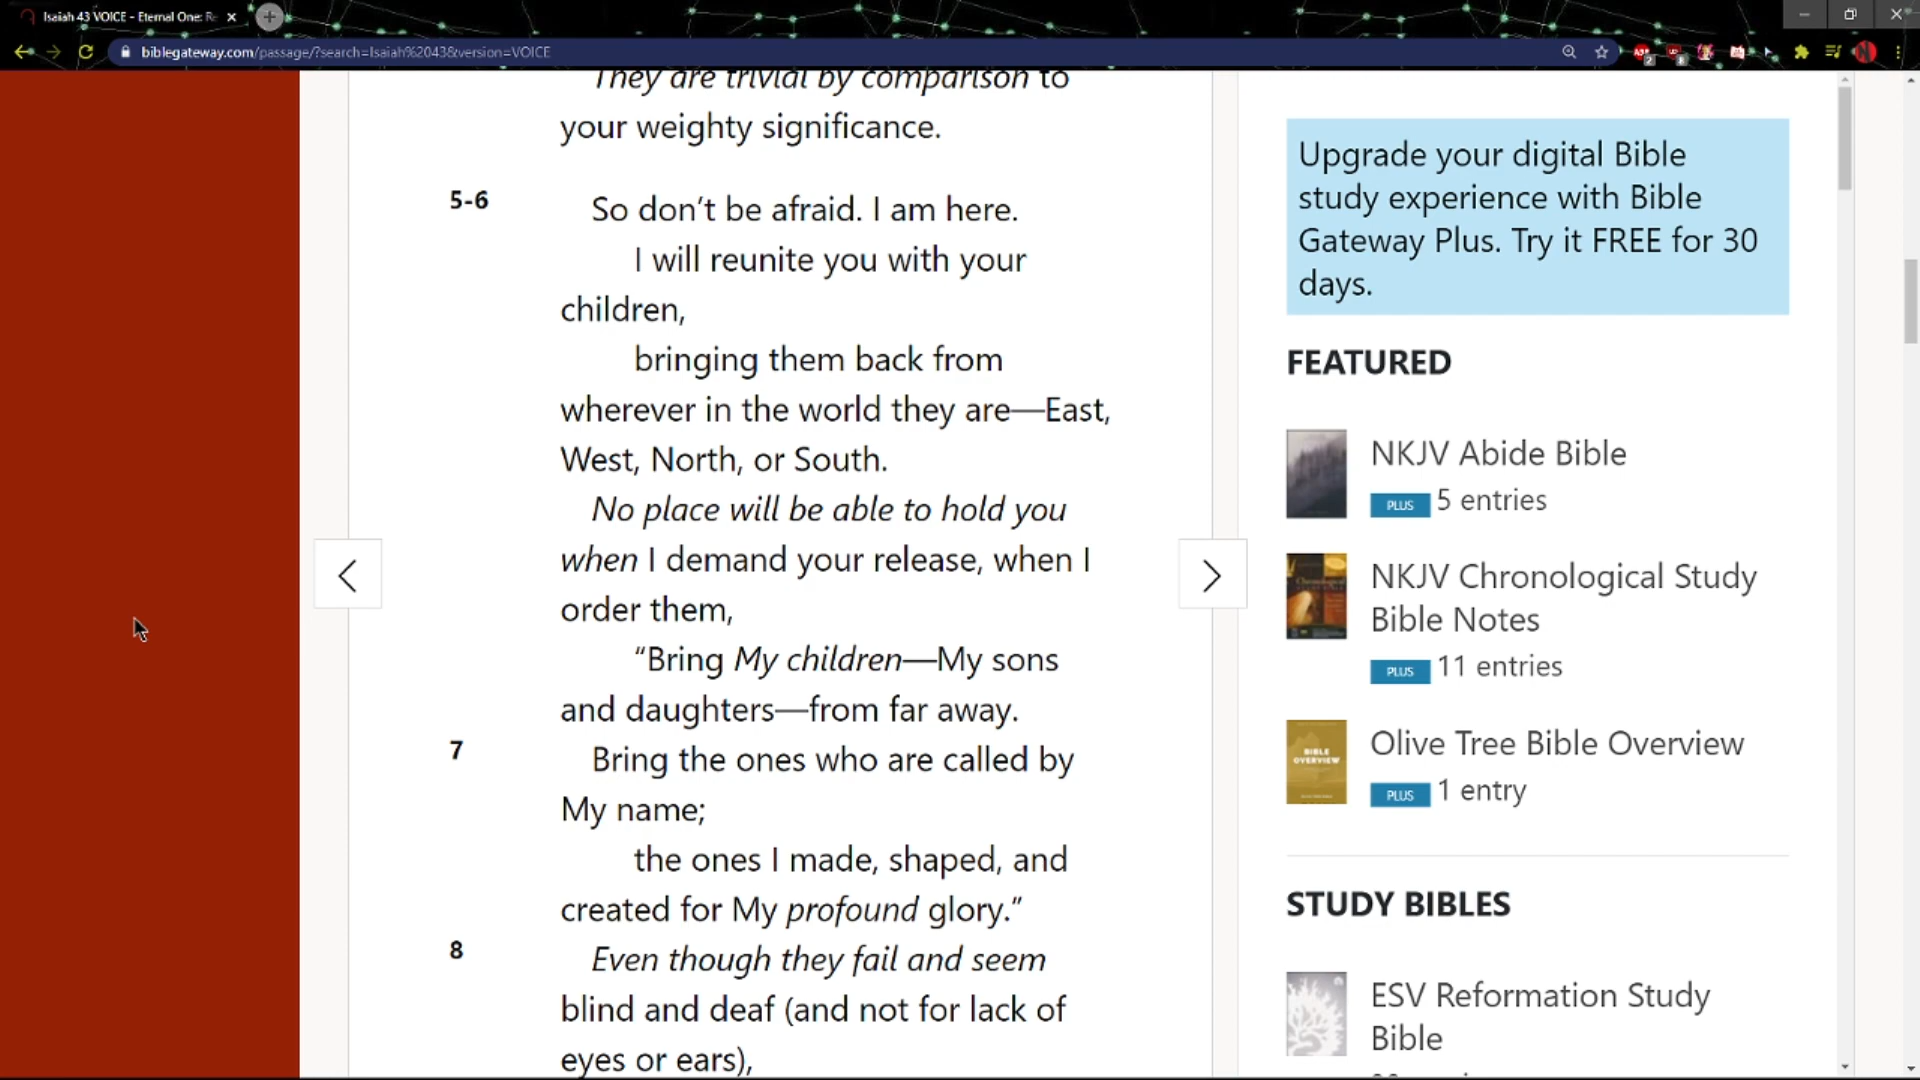 Isaiah 43 VOICE - Eternal One: Re
biblegateway.com/passage/?search=Isaiah%2043&version=VOICE
They are trivial by comparison to
your weighty significance.
5-6
So don’t be afraid. I am here.
I will reunite you with your
children,
bringing them back from
wherever in the world they are—East,
West, North, or South.
No place will be able to hold you
when I demand your release, when I
order them,
“Bring My children—My sons
and daughters—from far away.
7
Bring the ones who are called by
My name;
the ones I made, shaped, and
created for My profound glory.”
8
Even though they fail and seem
blind and deaf (and not for lack of
eyes or ears),
Upgrade your digital Bible
study experience with Bible
Gateway Plus. Try it FREE for 30
days.
FEATURED
NKJV Abide Bible
PLUS 5 entries
NKJV Chronological Study
Bible Notes
PLUS 11 entries
BIBLE
OVERVIEW
Olive Tree Bible Overview
PLUS 1 entry
STUDY BIBLES
ESV Reformation Study
Bible